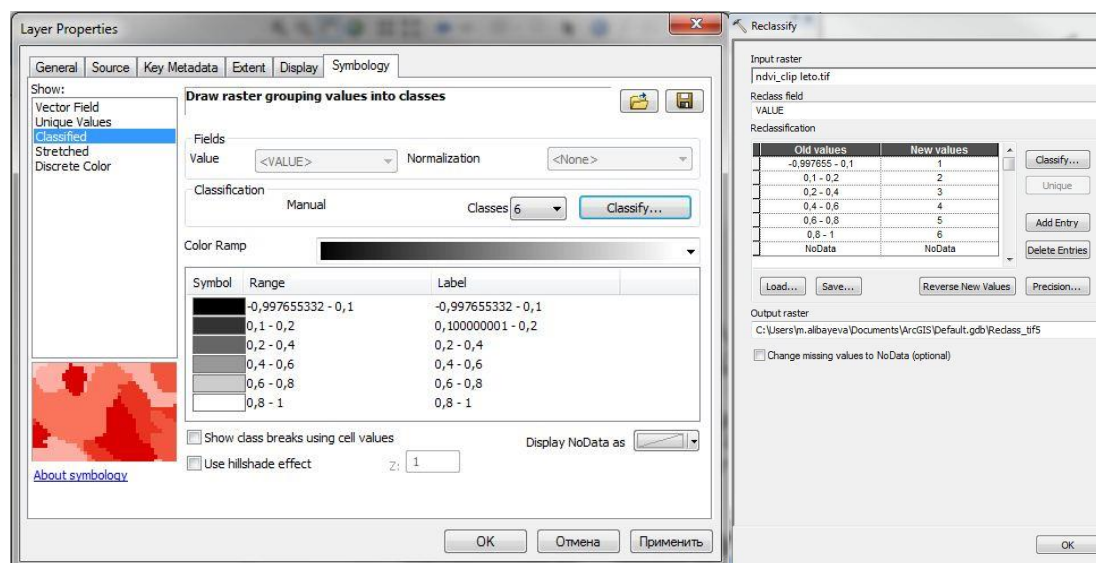 Layer Properties
General Source Key Metadata Extent Display Symbology
Show:
Vector Field
Unique Values
Classified
Stretched
Discrete Color
About symbology
Draw raster grouping values into classes
Fields
Value <VALUE> Normalization <None>
Classification
Manual Classes 6 Classify...
Color Ramp
Symbol Range Label
-0,997655332 - 0,1 -0,997655332 - 0,1
0,1 - 0,2 0,100000001 - 0,2
0,2 - 0,4 0,2 - 0,4
0,4 - 0,6 0,4 - 0,6
0,6 - 0,8 0,6 - 0,8
0,8 - 1 0,8 - 1
Show class breaks using cell values Display NoData as
Use hillshade effect Z: 1
OK Отмена Применить
Reclassify
Input raster
ndvi_clip leto.tif
Reclass field
VALUE
Reclassification
Old values New values
-0,997655 - 0,1 1
0,1 - 0,2 2
0,2 - 0,4 3
0,4 - 0,6 4
0,6 - 0,8 5
0,8 - 1 6
NoData NoData
Classify...
Unique
Add Entry
Delete Entries
Load... Save... Reverse New Values Precision...
Output raster
C:\Users\m.alibayeva\Documents\ArcGIS\Default.gdb\Reclass_tif5
Change missing values to NoData (optional)
OK